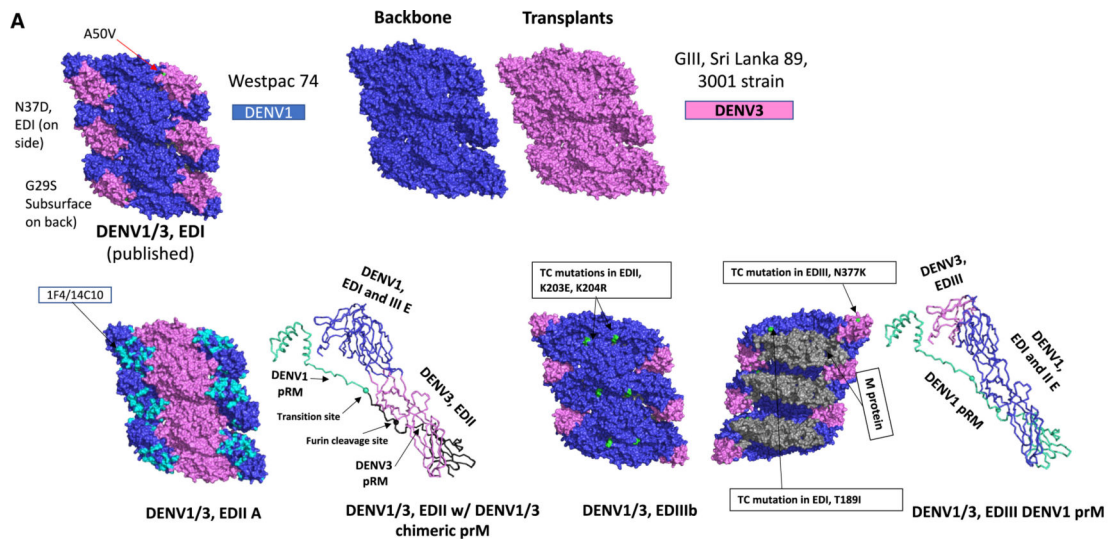 A
A50V
Backbone
Transplants
Westpac 74
DENV1
GIII, Sri Lanka 89,
3001 strain
DENV3
N37D,
EDI (on
side)
G29S
Subsurface
on back)
DENV1/3, EDI
(published)
1F4/14C10
DENV1,
EDI and III E
DENV1
pRM
Transition site
Furin cleavage site
DENV3
pRM
DENV3, EDII
TC mutations in EDII,
K203E, K204R
TC mutation in EDIII, N377K
M protein
TC mutation in EDI, T189I
DENV3,
EDIII
DENV1,
EDI and II E
DENV1 pRM
DENV1/3, EDII A
DENV1/3, EDII w/ DENV1/3
chimeric prM
DENV1/3, EDIIIb
DENV1/3, EDIII DENV1 prM